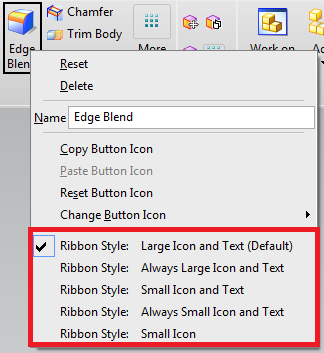 Edge
Blen
Chamfer
Trim Body
More
Work on
Reset
Delete
Name Edge Blend
Copy Button Icon
Paste Button Icon
Reset Button Icon
Change Button Icon
Ribbon Style: Large Icon and Text (Default)
Ribbon Style: Always Large Icon and Text
Ribbon Style: Small Icon and Text
Ribbon Style: Always Small Icon and Text
Ribbon Style: Small Icon